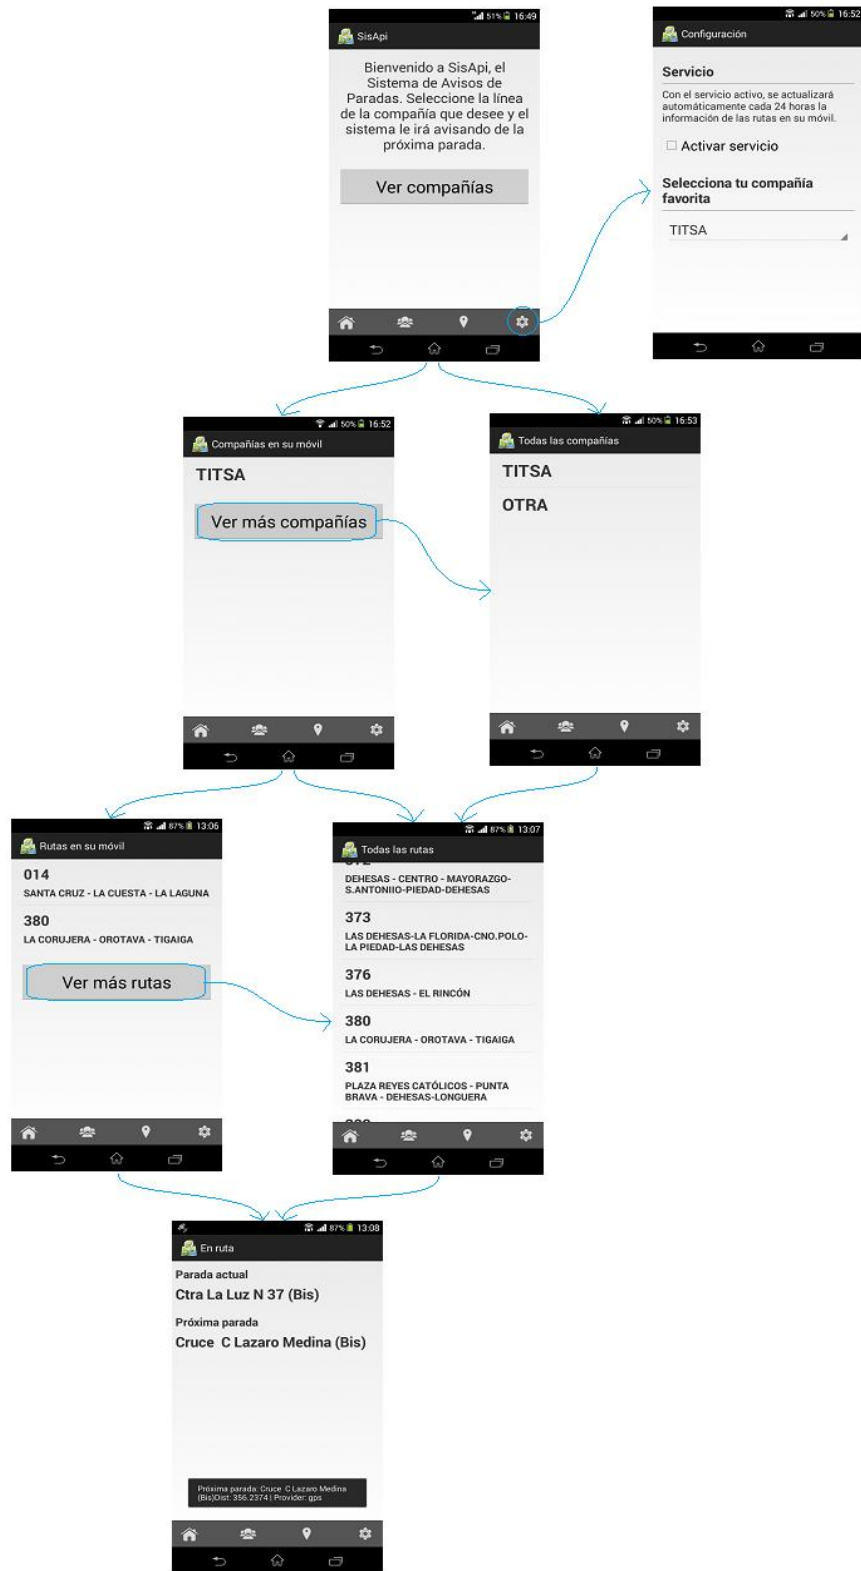 51% 16:49
SisApi
Bienvenido a SisApi, el
Sistema de Avisos de
Paradas. Seleccione la línea
de la compañía que desee y el
sistema le irá avisando de la
próxima parada.
Ver compañías
50% 16:52
Configuración
Servicio
Con el servicio activo, se actualizará
automáticamente cada 24 horas la
información de las rutas en su móvil.
Activar servicio
Selecciona tu compañía
favorita
TITSA
50% 16:52
Compañías en su móvil
TITSA
Ver más compañías
50% 16:53
Todas las compañías
TITSA
OTRA
87% 13:06
Rutas en su móvil
014
SANTA CRUZ - LA CUESTA - LA LAGUNA
380
LA CORUJERA - OROTAVA - TIGAIGA
Ver más rutas
87% 13:07
Todas las rutas
DEHESAS - CENTRO - MAYORAZGO-
S.ANTONIIO-PIEDAD-DEHESAS
373
LAS DEHESAS-LA FLORIDA-CNO.POLO-
LA PIEDAD-LAS DEHESAS
376
LAS DEHESAS - EL RINCÓN
380
LA CORUJERA - OROTAVA - TIGAIGA
381
PLAZA REYES CATÓLICOS - PUNTA
BRAVA - DEHESAS-LONGUERA
87% 13:08
En ruta
Parada actual
Ctra La Luz N 37 (Bis)
Próxima parada
Cruce C Lazaro Medina (Bis)
Próxima parada: Cruce C Lazaro Medina
(Bis)Dist: 356.2374 | Provider: gps